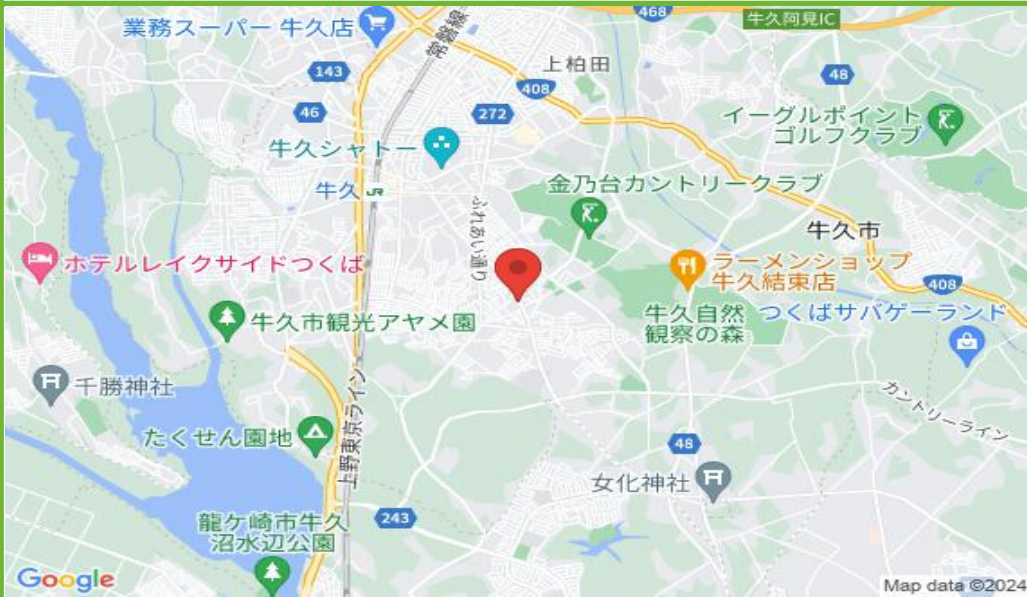 468
牛久阿見IC
業務スーパー 牛久店
常磐線
上柏田
143
408
48
46
272
イーグルポイント
ゴルフクラブ
牛久シャトー
牛久
JR
金乃台カントリークラブ
ふれあい通り
牛久市
ホテルレイクサイドつくば
ラーメンショップ
牛久結束店
408
牛久自然
観察の森
つくばサバゲーランド
牛久市観光アヤメ園
千勝神社
カントリーライン
上野東京ライン
たくせん園地
48
女化神社
龍ケ崎市牛久
沼水辺公園
243
Google
Map data ©2024